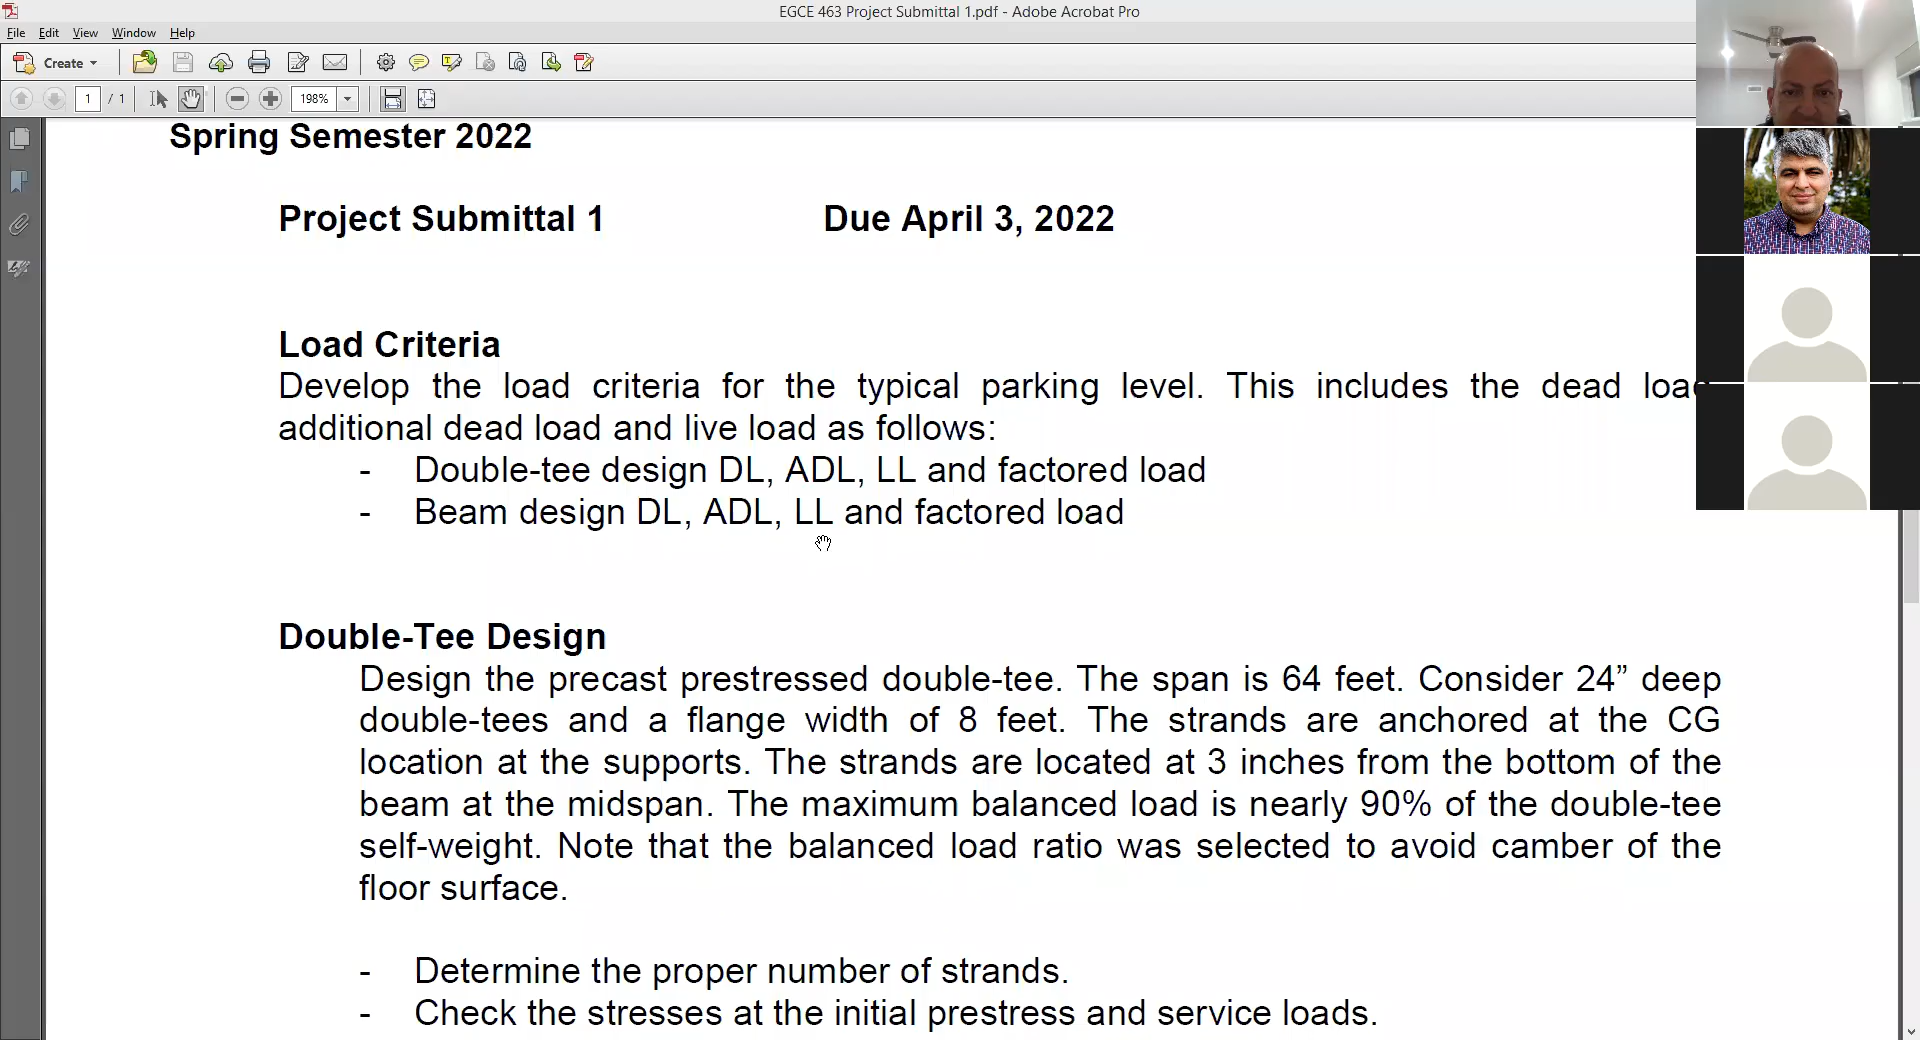 EGCE 463 Project Submittal 1.pdf - Adobe Acrobat Pro
File Edit View Window Help
Create
1 / 1 198%
Spring Semester 2022
Project Submittal 1 Due April 3, 2022
Load Criteria
Develop the load criteria for the typical parking level. This includes the dead load
additional dead load and live load as follows:
- Double-tee design DL, ADL, LL and factored load
- Beam design DL, ADL, LL and factored load
Double-Tee Design
Design the precast prestressed double-tee. The span is 64 feet. Consider 24” deep
double-tees and a flange width of 8 feet. The strands are anchored at the CG
location at the supports. The strands are located at 3 inches from the bottom of the
beam at the midspan. The maximum balanced load is nearly 90% of the double-tee
self-weight. Note that the balanced load ratio was selected to avoid camber of the
floor surface.
- Determine the proper number of strands.
- Check the stresses at the initial prestress and service loads.